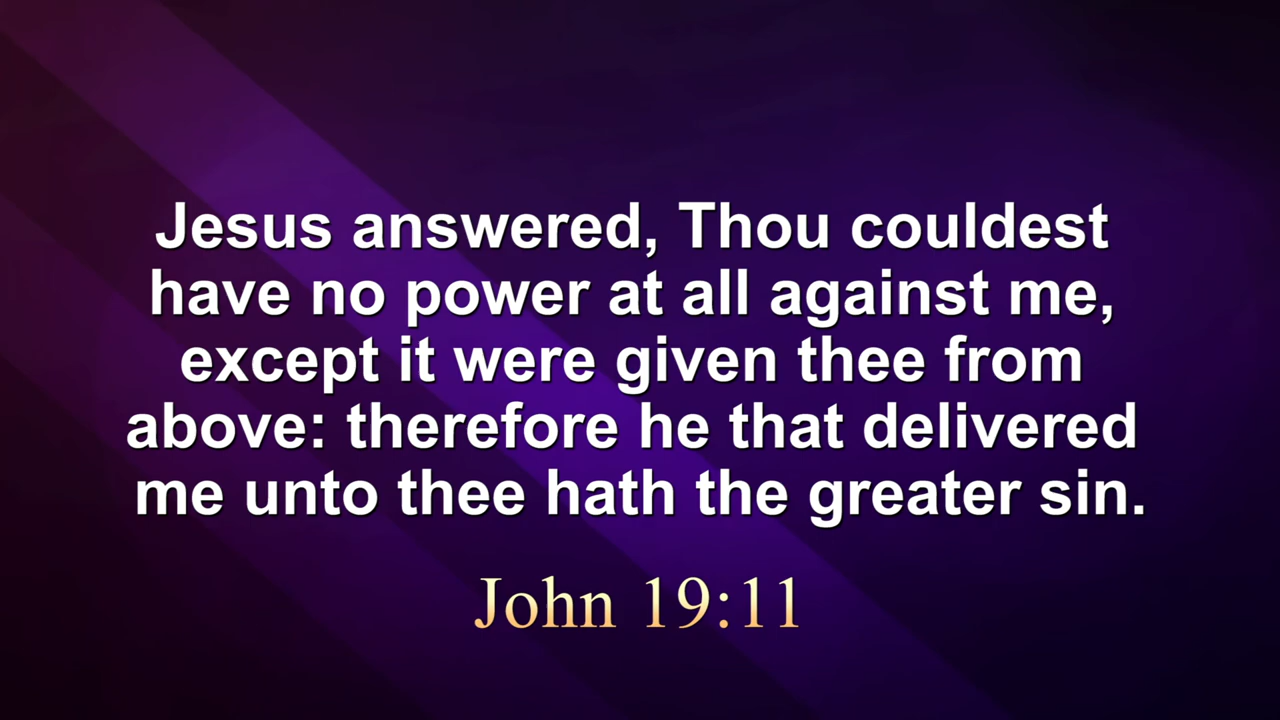 Jesus answered, Thou couldest
have no power at all against me,
except it were given thee from
above: therefore he that delivered
me unto thee hath the greater sin.
John 19:11